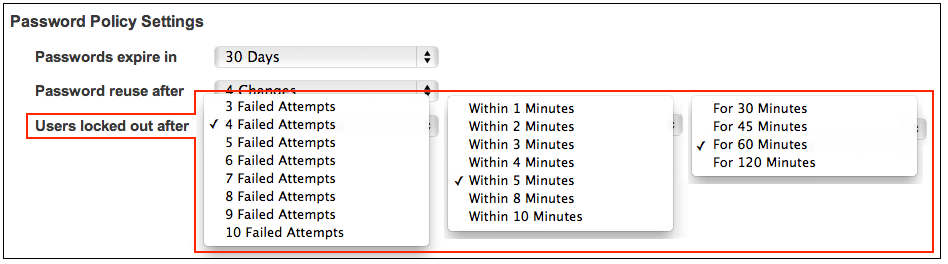 Password Policy Settings
Passwords expire in 30 Days
Password reuse after 4 Changes
Users locked out after
3 Failed Attempts
✓ 4 Failed Attempts
5 Failed Attempts
6 Failed Attempts
7 Failed Attempts
8 Failed Attempts
9 Failed Attempts
10 Failed Attempts
Within 1 Minutes
Within 2 Minutes
Within 3 Minutes
Within 4 Minutes
✓ Within 5 Minutes
Within 8 Minutes
Within 10 Minutes
For 30 Minutes
For 45 Minutes
✓ For 60 Minutes
For 120 Minutes